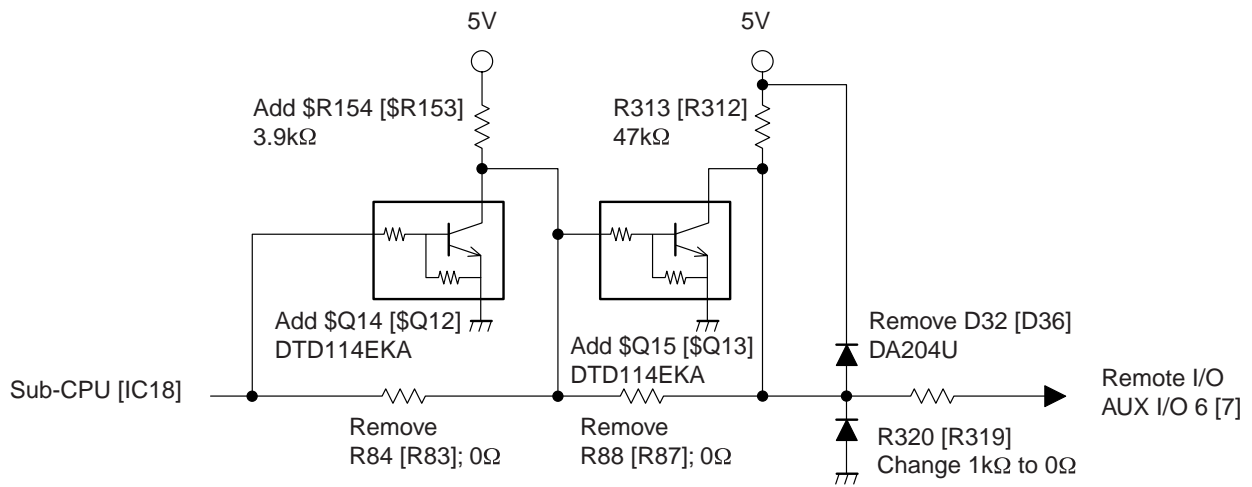 5V
5V
Add $R154 [$R153]
3.9kΩ
R313 [R312]
47kΩ
Add $Q14 [$Q12]
DTD114EKA
Add $Q15 [$Q13]
DTD114EKA
Remove D32 [D36]
DA204U
Sub-CPU [IC18]
Remote I/O
AUX I/O 6 [7]
Remove
R84 [R83]; 0Ω
Remove
R88 [R87]; 0Ω
R320 [R319]
Change 1kΩ to 0Ω